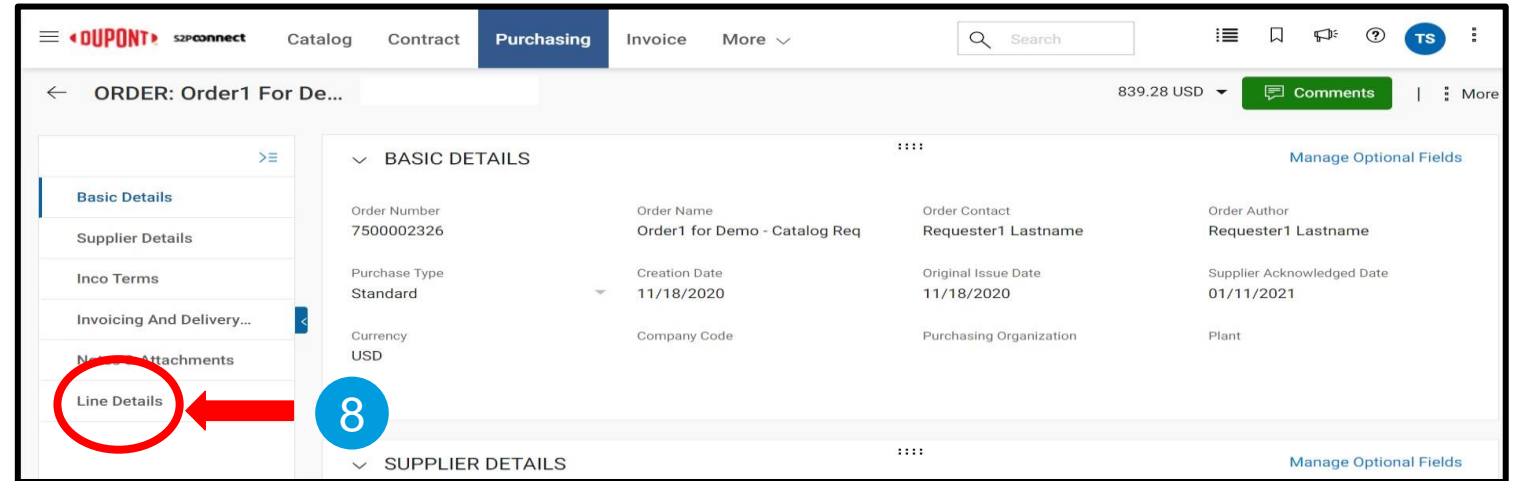 DUPONT S2PCONNECT Catalog Contract Purchasing Invoice More Search TS
ORDER: Order1 For De... 839.28 USD Comments | More
BASIC DETAILS Manage Optional Fields
Basic Details
Supplier Details
Inco Terms
Invoicing And Delivery...
Notes & Attachments
Line Details
8
Order Number Order Name Order Contact Order Author
7500002326 Order1 for Demo - Catalog Req Requester1 Lastname Requester1 Lastname
Purchase Type Creation Date Original Issue Date Supplier Acknowledged Date
Standard 11/18/2020 11/18/2020 01/11/2021
Currency Company Code Purchasing Organization Plant
USD
SUPPLIER DETAILS Manage Optional Fields